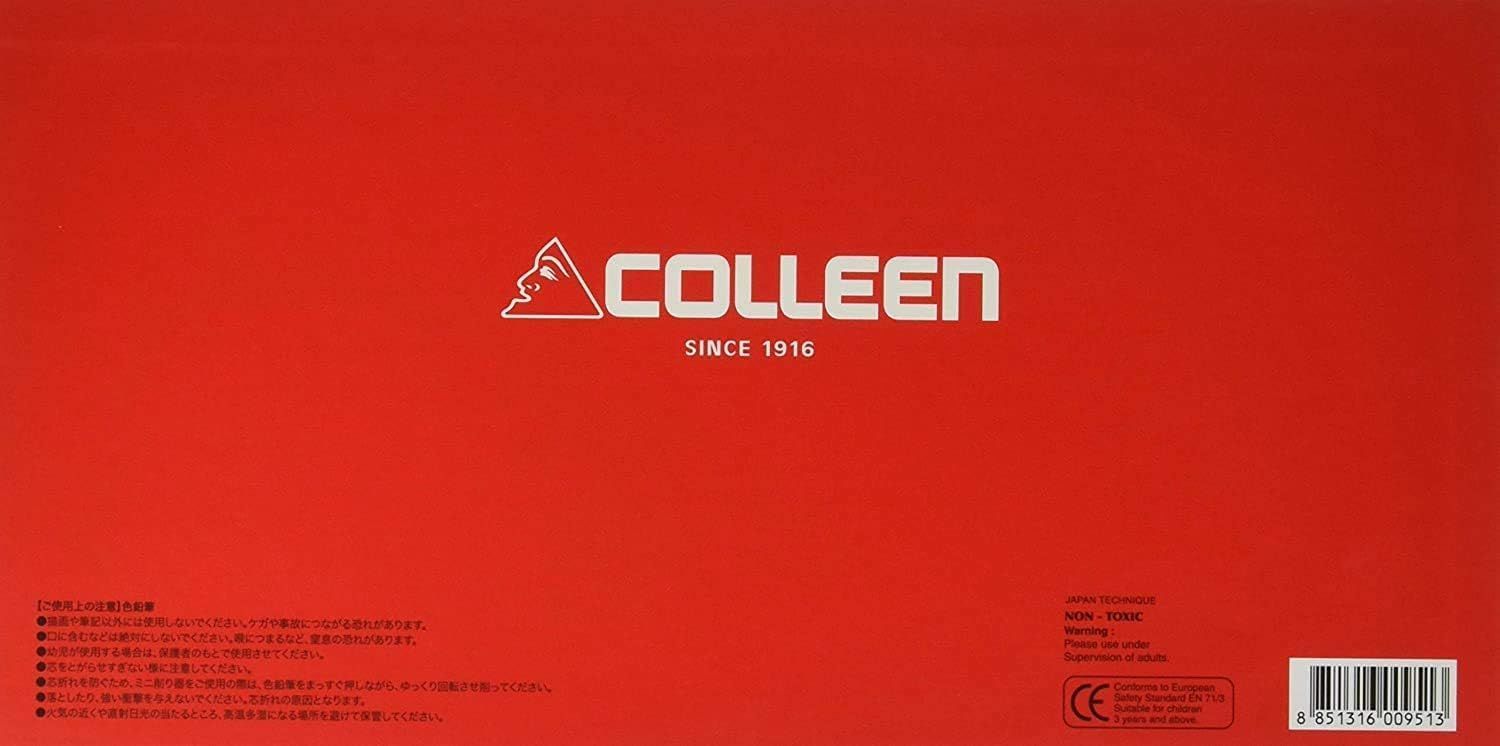 COLLEEN
SINCE 1916
【ご使用上の注意】色鉛筆
●描画や筆記以外には使用しないでください。ケガや事故につながる恐れがあります。
●口に含むなどは絶対にしないでください。喉につまるなど、窒息の恐れがあります。
●幼児が使用する場合は、保護者のもとで使用させてください。
●芯をとがらせすぎない様に注意してください。
●芯折れを防ぐため、ミニ削り器をご使用の際は、色鉛筆をまっすぐ押しながら、ゆっくり回転させ削ってください。
●落としたり、強い衝撃を与えないでください。芯折れの原因となります。
●火気の近くや直射日光の当たるところ、高温多湿になる場所を避けて保管してください。
JAPAN TECHNIQUE
NON - TOXIC
Warning :
Please use under
Supervision of adults.
CE
Conforms to European
Safety Standard EN 71/3
Suitable for children
3 years and above.
8 851316 009513